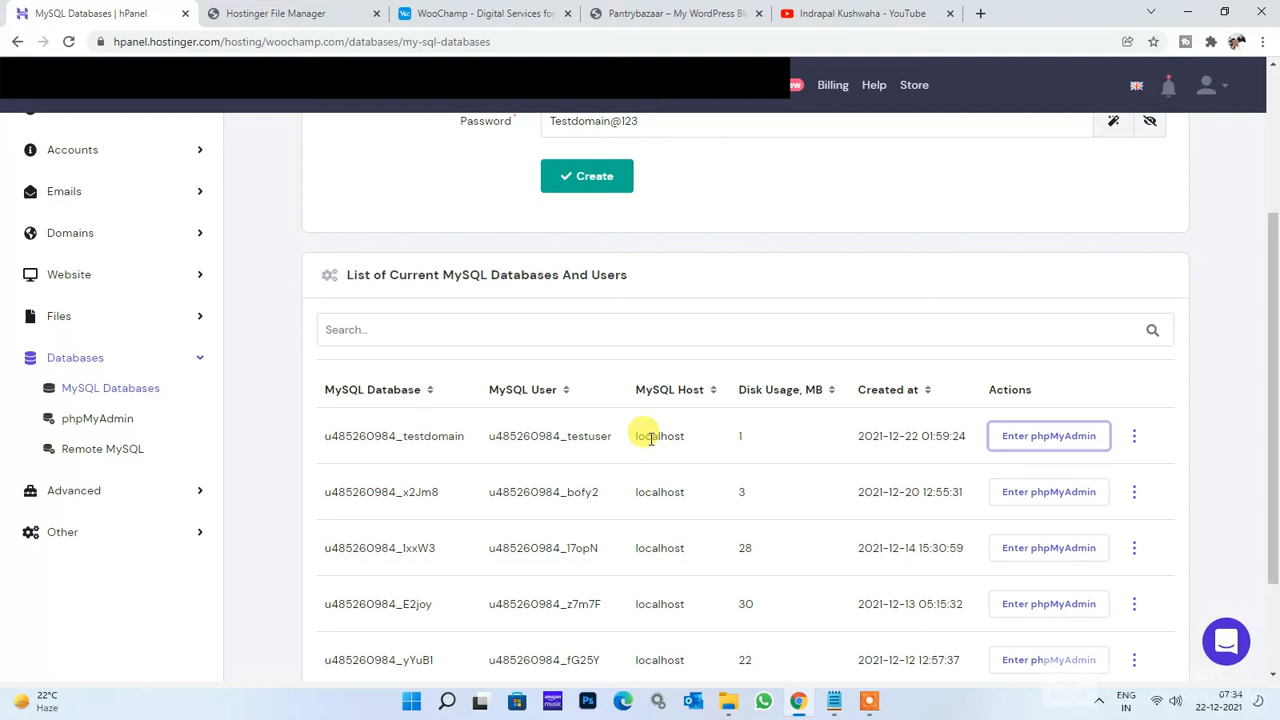 MySQL Databases | hPanel
Hostinger File Manager
WooChamp - Digital Services for
Pantrybazaar – My WordPress Bl
Indrapal Kushwaha - YouTube
hpanel.hostinger.com/hosting/woochamp.com/databases/my-sql-databases
Billing
Help
Store
Password*
Testdomain@123
Accounts
Create
Emails
Domains
Website
List of Current MySQL Databases And Users
Files
Search...
Databases
MySQL Databases
MySQL Database
MySQL User
MySQL Host
Disk Usage, MB
Created at
Actions
phpMyAdmin
u485260984_testdomain
u485260984_testuser
localhost
1
2021-12-22 01:59:24
Enter phpMyAdmin
Remote MySQL
Advanced
u485260984_x2Jm8
u485260984_bofy2
localhost
3
2021-12-20 12:55:31
Enter phpMyAdmin
Other
u485260984_1xxW3
u485260984_17opN
localhost
28
2021-12-14 15:30:59
Enter phpMyAdmin
u485260984_E2joy
u485260984_z7m7F
localhost
30
2021-12-13 05:15:32
Enter phpMyAdmin
u485260984_yYuB1
u485260984_fG25Y
localhost
22
2021-12-12 12:57:37
Enter phpMyAdmin
22°C
Haze
amazon music
Ps
ENG
IN
07:34
22-12-2021